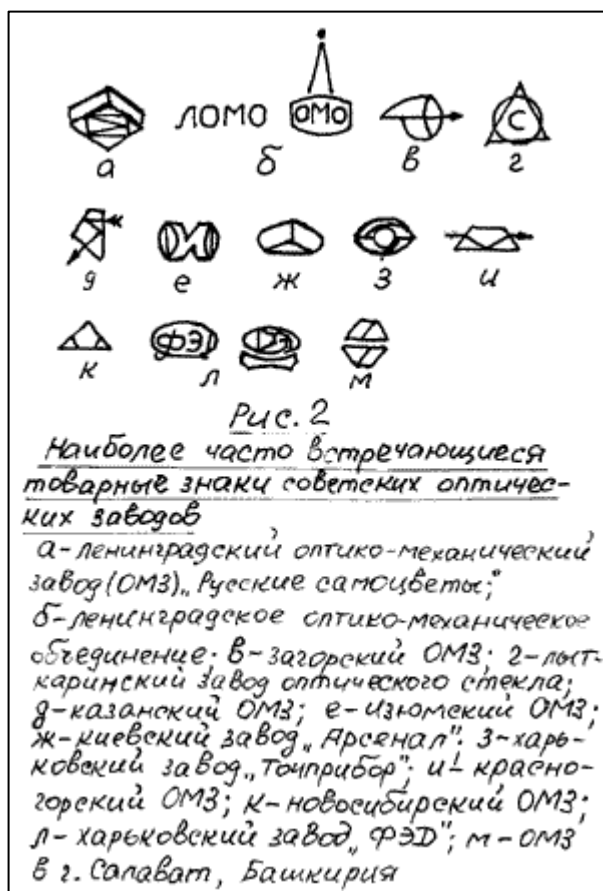 ЛОМО ОМО С
а б в г
д е ж з и
ФЭ
к л м
Рис. 2
Наиболее часто встречающиеся
товарные знаки советских оптичес-
ких заводов
а-ленинградский оптико-механический
завод (ОМЗ) „Русские самоцветы;"
б-ленинградское оптико-механическое
объединение; в-загорский ОМЗ; г-лыт-
каринский завод оптического стекла;
д-казанский ОМЗ; е-изюмский ОМЗ;
ж-киевский завод „Арсенал"; з-харь-
ковский завод „Точприбор"; и-красно-
горский ОМЗ; к-новосибирский ОМЗ;
л-харьковский завод „ФЭД"; м-ОМЗ
в г. Салават, Башкирия